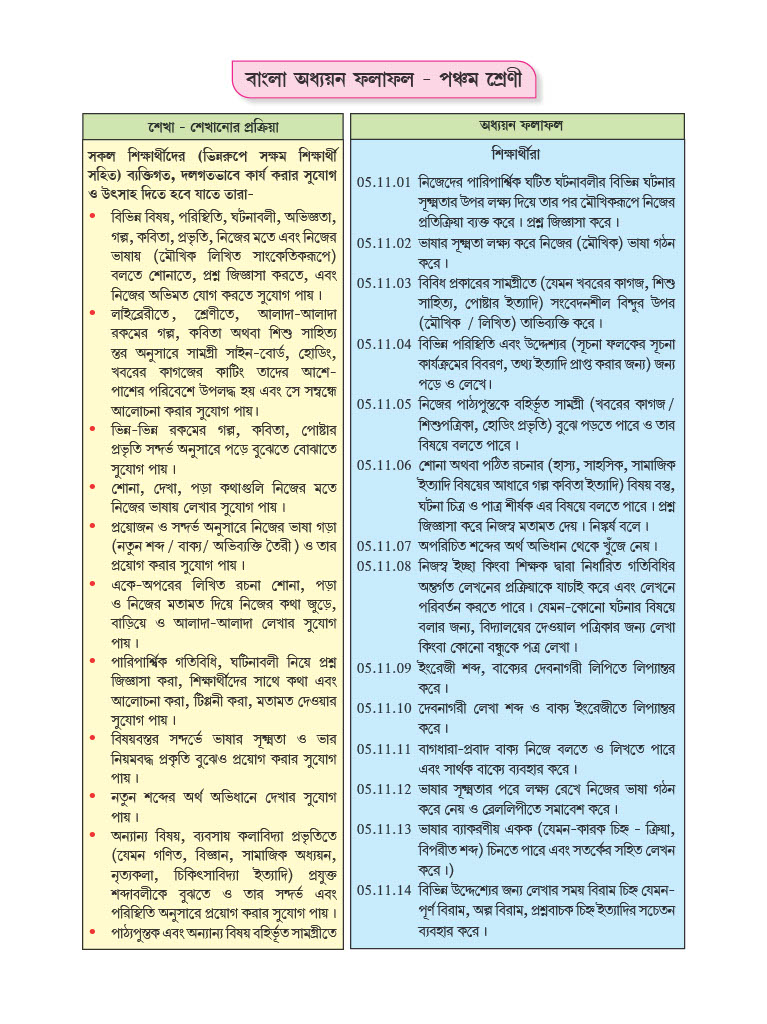 বাংলা অধ্যয়ন ফলাফল - পঞ্চম শ্রেণী
শেখা - শেখানোর প্রক্রিয়া
সকল শিক্ষার্থীদের (ভিন্নরূপে সক্ষম শিক্ষার্থী
সহিত) ব্যক্তিগত, দলগতভাবে কার্য করার সুযোগ
ও উৎসাহ দিতে হবে যাতে তারা-
• বিভিন্ন বিষয়, পরিস্থিতি, ঘটনাবলী, অভিজ্ঞতা,
গল্প, কবিতা, প্রভৃতি, নিজের মতে এবং নিজের
ভাষায় (মৌখিক লিখিত সাংকেতিকরূপে)
বলতে শোনাতে, প্রশ্ন জিজ্ঞাসা করতে, এবং
নিজের অভিমত যোগ করতে সুযোগ পায়।
• লাইব্রেরীতে, শ্রেণীতে, আলাদা-আলাদা
রকমের গল্প, কবিতা অথবা শিশু সাহিত্য
স্তর অনুসারে সামগ্রী সাইন-বোর্ড, হোডিং,
খবরের কাগজের কাটিং তাদের আশে-
পাশের পরিবেশে উপলদ্ধ হয় এবং সে সম্বন্ধে
আলোচনা করার সুযোগ পায়।
• ভিন্ন-ভিন্ন রকমের গল্প, কবিতা, পোষ্টার
প্রভৃতি সন্দর্ভ অনুসারে পড়ে বুঝেতে বোঝাতে
সুযোগ পায়।
• শোনা, দেখা, পড়া কথাগুলি নিজের মতে
নিজের ভাষায় লেখার সুযোগ পায়।
• প্রয়োজন ও সন্দর্ভ অনুসারে নিজের ভাষা গড়া
(নতুন শব্দ / বাক্য/ অভিব্যক্তি তৈরী ) ও তার
প্রয়োগ করার সুযোগ পায়।
• একে-অপরের লিখিত রচনা শোনা, পড়া
ও নিজের মতামত দিয়ে নিজের কথা জুড়ে,
বাড়িয়ে ও আলাদা-আলাদা লেখার সুযোগ
পায়।
• পারিপার্শ্বিক গতিবিধি, ঘটিনাবলী নিয়ে প্রশ্ন
জিজ্ঞাসা করা, শিক্ষার্থীদের সাথে কথা এবং
আলোচনা করা, টিপ্পনী করা, মতামত দেওয়ার
সুযোগ পায়।
• বিষয়বস্তুর সন্দর্ভে ভাষার সূক্ষ্মতা ও ভার
নিয়মবদ্ধ প্রকৃতি বুঝেও প্রয়োগ করার সুযোগ
পায়।
• নতুন শব্দের অর্থ অভিধানে দেখার সুযোগ
পায়।
• অন্যান্য বিষয়, ব্যবসায় কলাবিদ্যা প্রভৃতিতে
(যেমন গণিত, বিজ্ঞান, সামাজিক অধ্যয়ন,
নৃত্যকলা, চিকিৎসাবিদ্যা ইত্যাদি) প্রযুক্ত
শব্দাবলীকে বুঝতে ও তার সন্দর্ভ এবং
পরিস্থিতি অনুসারে প্রয়োগ করার সুযোগ পায়।
• পাঠ্যপুস্তক এবং অন্যান্য বিষয় বহির্ভূত সামগ্রীতে
অধ্যয়ন ফলাফল
শিক্ষার্থীরা
05.11.01 নিজেদের পারিপার্শ্বিক ঘটিত ঘটনাবলীর বিভিন্ন ঘটনার
সূক্ষ্মতার উপর লক্ষ্য দিয়ে তার পর মৌখিকরূপে নিজের
প্রতিক্রিয়া ব্যক্ত করে। প্রশ্ন জিজ্ঞাসা করে।
05.11.02 ভাষার সূক্ষ্মতা লক্ষ্য করে নিজের (মৌখিক) ভাষা গঠন
করে।
05.11.03 বিবিধ প্রকারের সামগ্রীতে (যেমন খবরের কাগজ, শিশু
সাহিত্য, পোষ্টার ইত্যাদি) সংবেদনশীল বিন্দুর উপর
(মৌখিক / লিখিত) তাভিব্যক্তি করে।
05.11.04 বিভিন্ন পরিস্থিতি এবং উদ্দেশ্যর (সূচনা ফলকের সূচনা
কার্যক্রমের বিবরণ, তথ্য ইত্যাদি প্রাপ্ত করার জন্য) জন্য
পড়ে ও লেখে।
05.11.05 নিজের পাঠ্যপুস্তকে বহির্ভূত সামগ্রী (খবরের কাগজ /
শিশুপত্রিকা, হোডিং প্রভৃতি) বুঝে পড়তে পারে ও তার
বিষয়ে বলতে পারে।
05.11.06 শোনা অথবা পঠিত রচনার (হাস্য, সাহসিক, সামাজিক
ইত্যাদি বিষয়ের আধারে গল্প কবিতা ইত্যাদি) বিষয় বস্তু,
ঘটনা চিত্র ও পাত্র শীর্ষক এর বিষয়ে বলতে পারে। প্রশ্ন
জিজ্ঞাসা করে নিজস্ব মতামত দেয়। নিষ্কর্ষ বলে।
05.11.07 অপরিচিত শব্দের অর্থ অভিধান থেকে খুঁজে নেয়।
05.11.08 নিজস্ব ইচ্ছা কিংবা শিক্ষক দ্বারা নির্ধারিত গতিবিধির
অন্তর্গত লেখনের প্রক্রিয়াকে যাচাই করে এবং লেখনে
পরিবর্তন করতে পারে। যেমন-কোনো ঘটনার বিষয়ে
বলার জন্য, বিদ্যালয়ের দেওয়াল পত্রিকার জন্য লেখা
কিংবা কোনো বন্ধুকে পত্র লেখা।
05.11.09 ইংরেজী শব্দ, বাক্যের দেবনাগরী লিপিতে লিপ্যান্তর
করে।
05.11.10 দেবনাগরী লেখা শব্দ ও বাক্য ইংরেজীতে লিপ্যান্তর
করে।
05.11.11 বাগধারা-প্রবাদ বাক্য নিজে বলতে ও লিখতে পারে
এবং সার্থক বাক্যে ব্যবহার করে।
05.11.12 ভাষার সূক্ষ্মতার পরে লক্ষ্য রেখে নিজের ভাষা গঠন
করে নেয় ও ব্রেললিপীতে সমাবেশ করে।
05.11.13 ভাষার ব্যাকরণীয় একক (যেমন-কারক চিহ্ন - ক্রিয়া,
বিপরীত শব্দ) চিনতে পারে এবং সতর্কের সহিত লেখন
করে।)
05.11.14 বিভিন্ন উদ্দেশ্যের জন্য লেখার সময় বিরাম চিহ্ন যেমন-
পূর্ণ বিরাম, অল্প বিরাম, প্রশ্নবাচক চিহ্ন ইত্যাদির সচেতন
ব্যবহার করে।